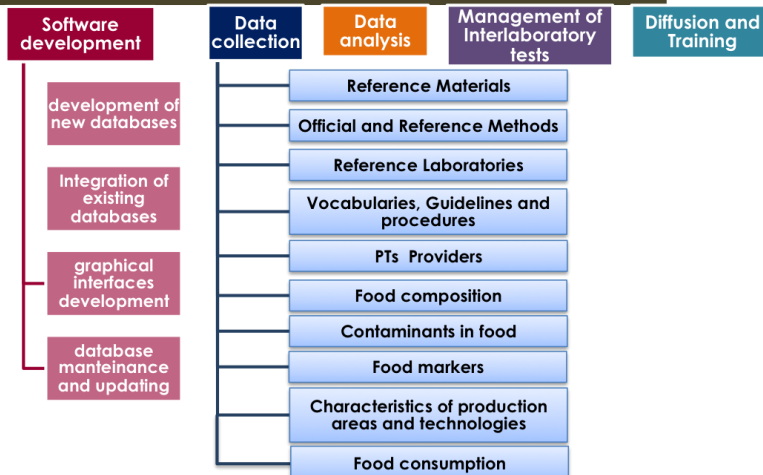 Software
development
Data
collection
Data
analysis
Management of
Interlaboratory
tests
Diffusion and
Training
development of
new databases
Integration of
existing
databases
graphical
interfaces
development
database
manteinance
and updating
Reference Materials
Official and Reference Methods
Reference Laboratories
Vocabularies, Guidelines and
procedures
PTs Providers
Food composition
Contaminants in food
Food markers
Characteristics of production
areas and technologies
Food consumption